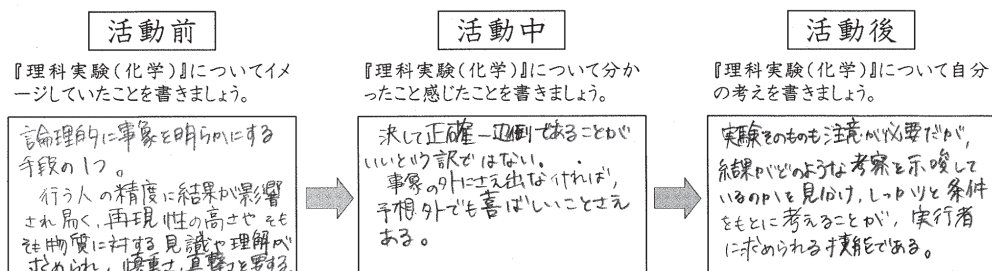 活動前
『理科実験(化学)』についてイメ
ージしていたことを書きましょう。
論理的に事象を明らかにする
手段の1つ。
行う人の精度に結果が影響
され易く、再現性の高さやそも
そも物質に対する見識や理解が
求められ、慎重さ、真摯さを要する
活動中
『理科実験(化学)』について分か
ったこと感じたことを書きましょう。
決して正確一辺倒であることが
いいという訳ではない。
事象の外にさえ出なければ、
予想外でも喜ばしいことさえ
ある。
活動後
『理科実験(化学)』について自分
の考えを書きましょう。
実験そのものも注意が必要だが、
結果がどのような考察を示唆して
いるのかを見分け、しっかりと条件
をもとに考えることが、実行者
に求められる技能である。